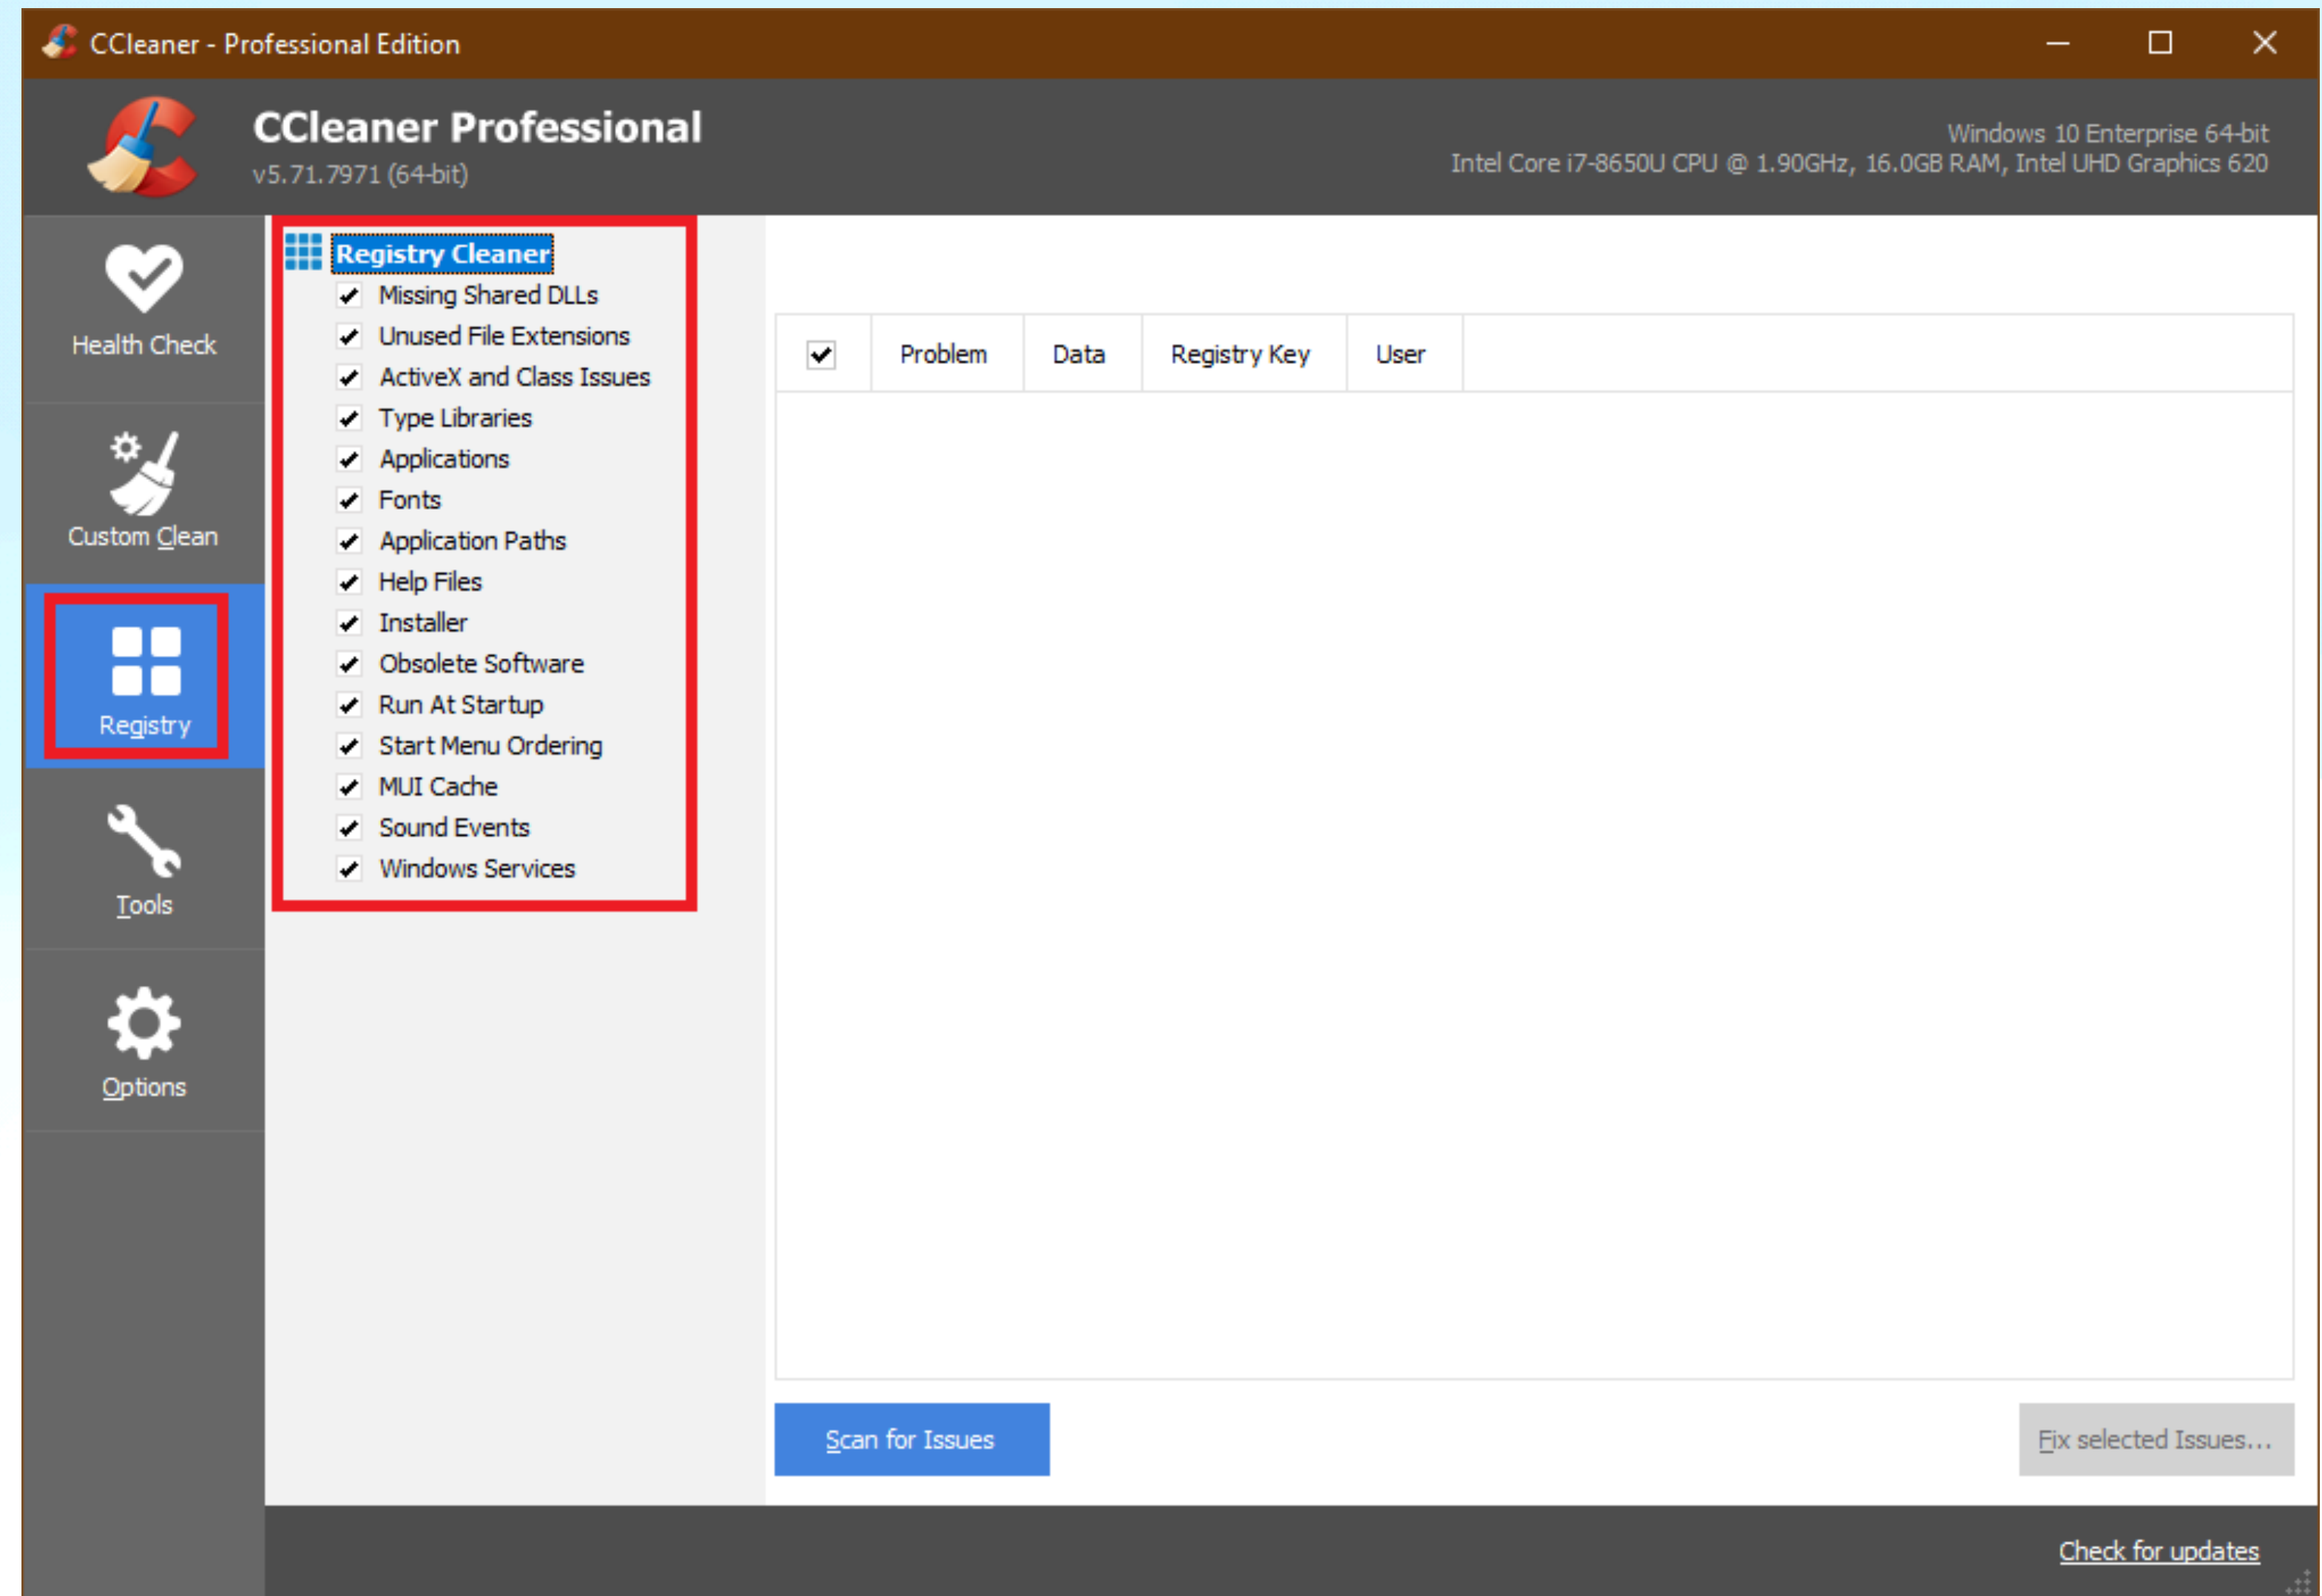 CCleaner - Professional Edition
CCleaner Professional
v5.71.7971 (64-bit)
Windows 10 Enterprise 64-bit
Intel Core i7-8650U CPU @ 1.90GHz, 16.0GB RAM, Intel UHD Graphics 620
Health Check
Custom Clean
Registry
Tools
Options
Registry Cleaner
Missing Shared DLLs
Unused File Extensions
ActiveX and Class Issues
Type Libraries
Applications
Fonts
Application Paths
Help Files
Installer
Obsolete Software
Run At Startup
Start Menu Ordering
MUI Cache
Sound Events
Windows Services
Problem Data Registry Key User
Scan for Issues
Fix selected Issues...
Check for updates